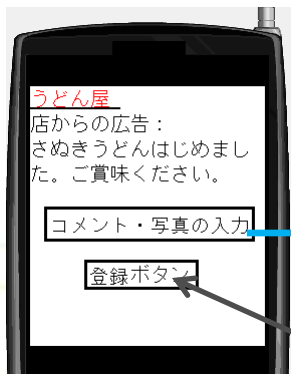 うどん屋
店からの広告：
さぬきうどんはじめまし
た。ご賞味ください。
コメント・写真の入力
登録ボタン